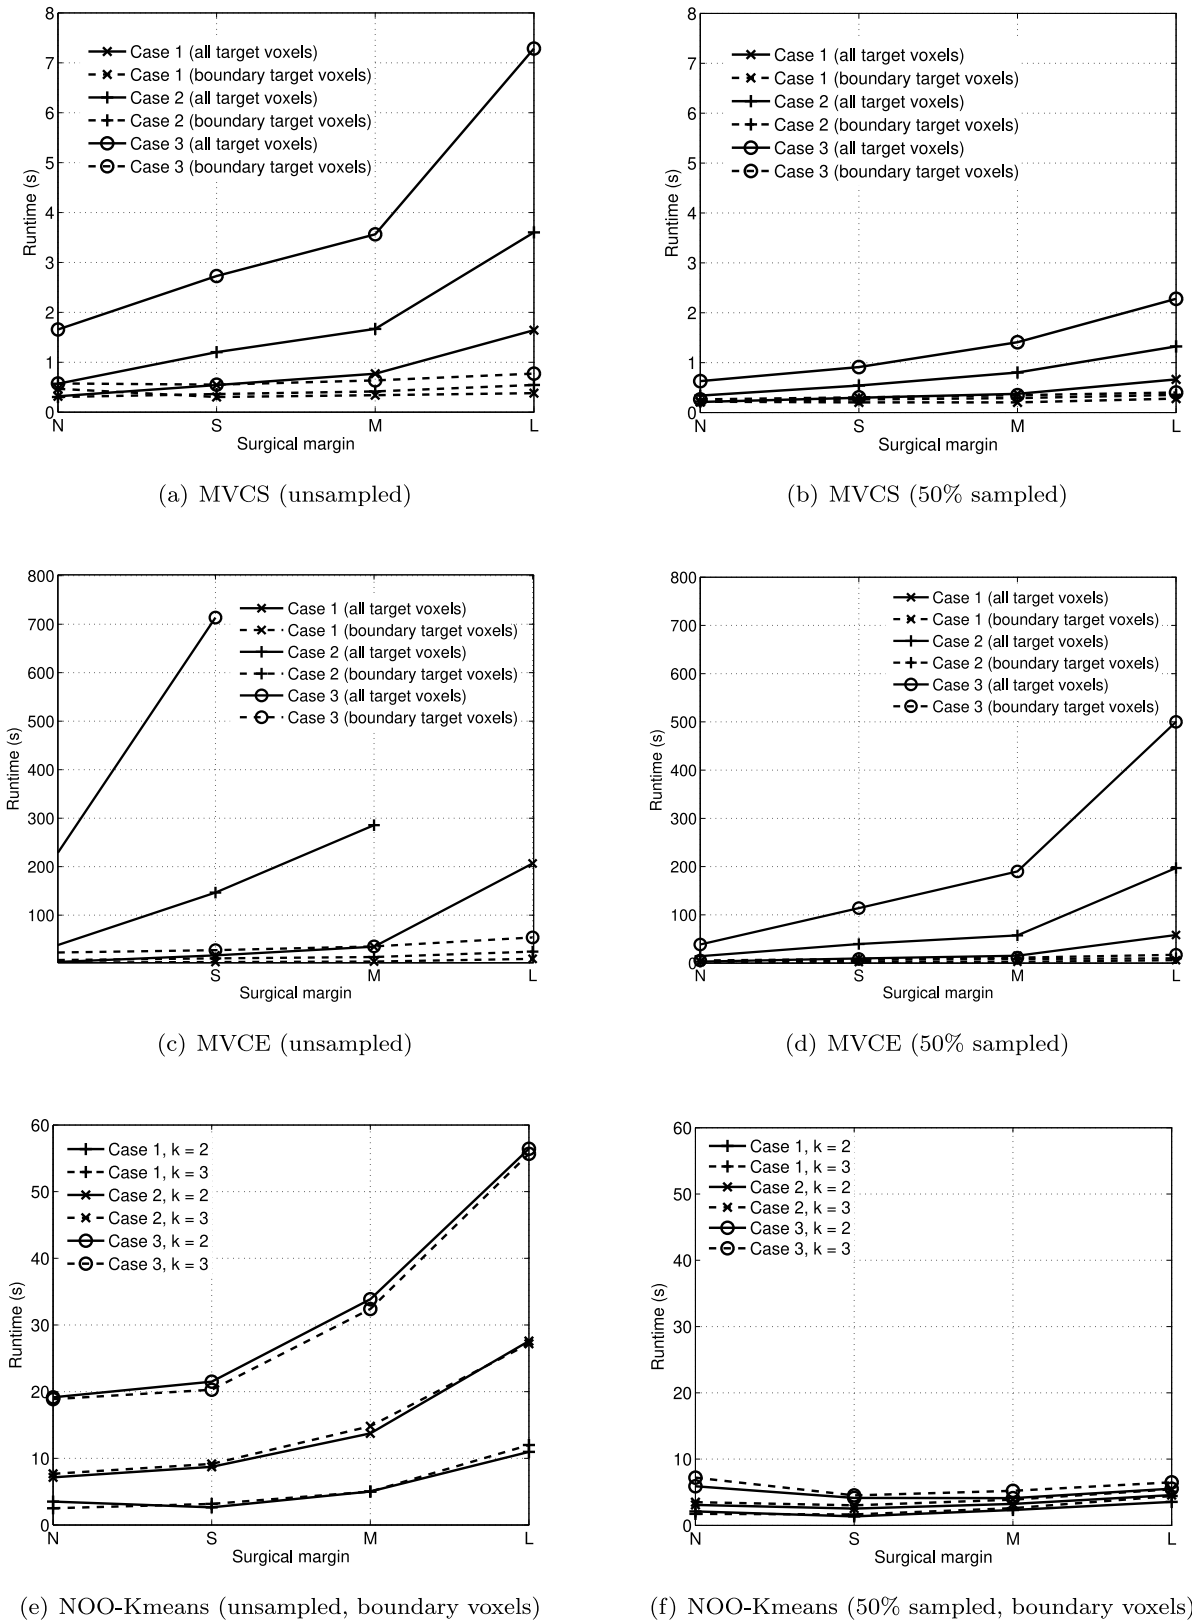 8
7
6
5
4
3
2
1
0
Runtime (s)
Case 1 (all target voxels)
Case 1 (boundary target voxels)
Case 2 (all target voxels)
Case 2 (boundary target voxels)
Case 3 (all target voxels)
Case 3 (boundary target voxels)
N S M L
Surgical margin
(a) MVCS (unsampled)
8
7
6
5
4
3
2
1
0
Runtime (s)
Case 1 (all target voxels)
Case 1 (boundary target voxels)
Case 2 (all target voxels)
Case 2 (boundary target voxels)
Case 3 (all target voxels)
Case 3 (boundary target voxels)
N S M L
Surgical margin
(b) MVCS (50% sampled)
800
700
600
500
400
300
200
100
Runtime (s)
Case 1 (all target voxels)
Case 1 (boundary target voxels)
Case 2 (all target voxels)
Case 2 (boundary target voxels)
Case 3 (all target voxels)
Case 3 (boundary target voxels)
S M L
Surgical margin
(c) MVCE (unsampled)
800
700
600
500
400
300
200
100
0
Runtime (s)
Case 1 (all target voxels)
Case 1 (boundary target voxels)
Case 2 (all target voxels)
Case 2 (boundary target voxels)
Case 3 (all target voxels)
Case 3 (boundary target voxels)
N S M L
Surgical margin
(d) MVCE (50% sampled)
60
50
40
30
20
10
0
Runtime (s)
Case 1, k = 2
Case 1, k = 3
Case 2, k = 2
Case 2, k = 3
Case 3, k = 2
Case 3, k = 3
N S M L
Surgical margin
(e) NOO-Kmeans (unsampled, boundary voxels)
60
50
40
30
20
10
0
Runtime (s)
Case 1, k = 2
Case 1, k = 3
Case 2, k = 2
Case 2, k = 3
Case 3, k = 2
Case 3, k = 3
N S M L
Surgical margin
(f) NOO-Kmeans (50% sampled, boundary voxels)